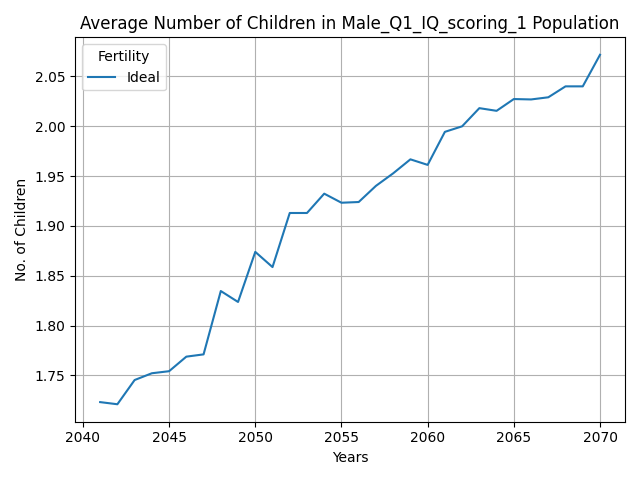 Average Number of Children in Male_Q1_IQ_scoring_1 Population
Fertility
Ideal
2.05
2.00
1.95
1.90
1.85
1.80
1.75
No. of Children
2040 2045 2050 2055 2060 2065 2070
Years